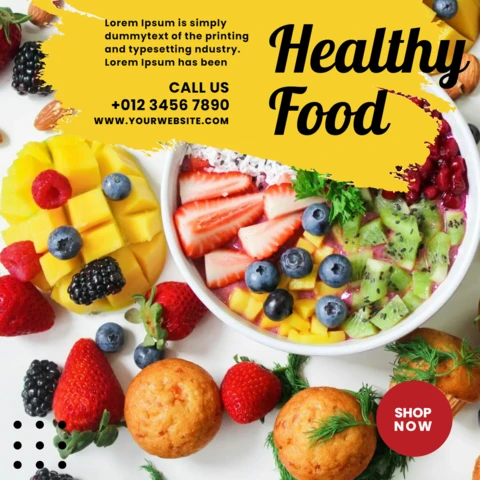 Lorem Ipsum is simply
dummytext of the printing
and typesetting ndustry.
Lorem Ipsum has been
CALL US
+012 3456 7890
WWW.YOURWEBSITE.COM
Healthy
Food
SHOP
NOW